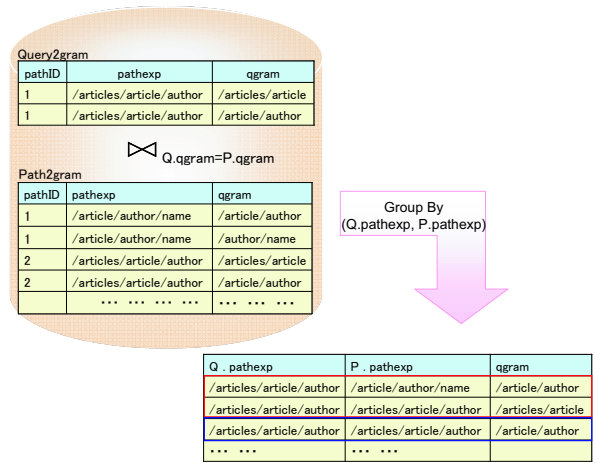 Query2gram
pathID pathexp qgram
1 /articles/article/author /articles/article
1 /articles/article/author /article/author
⋈ Q.qgram=P.qgram
Path2gram
pathID pathexp qgram
1 /article/author/name /article/author
1 /article/author/name /author/name
2 /articles/article/author /articles/article
2 /articles/article/author /article/author
… … … … … … …
Group By
(Q.pathexp, P.pathexp)
Q . pathexp P . pathexp qgram
/articles/article/author /article/author/name /article/author
/articles/article/author /articles/article/author /articles/article
/articles/article/author /articles/article/author /article/author
… … … …